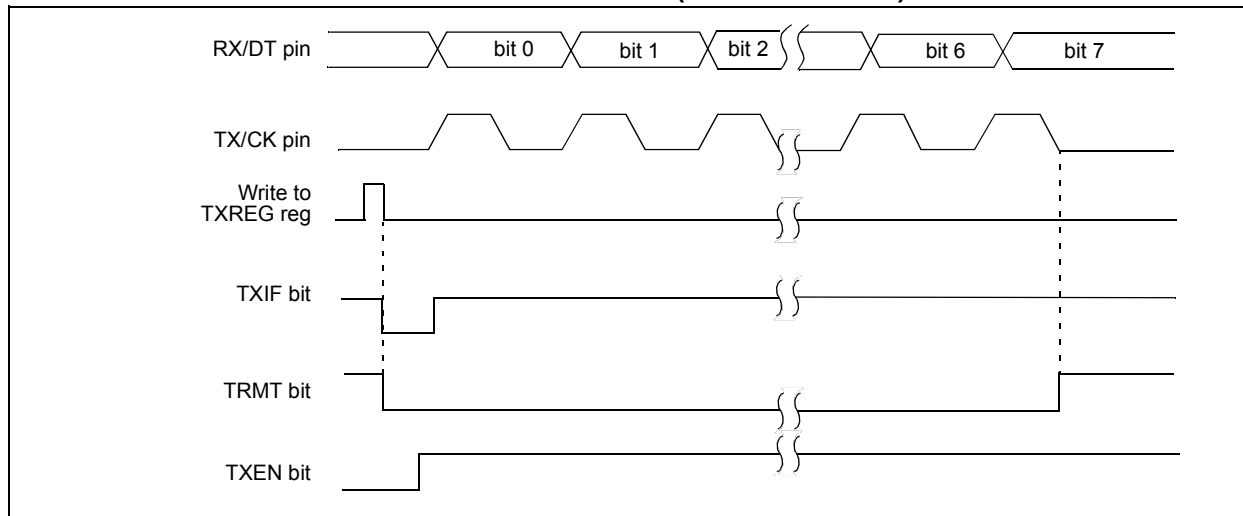 RX/DT pin
bit 0
bit 1
bit 2
bit 6
bit 7
TX/CK pin
Write to
TXREG reg
TXIF bit
TRMT bit
TXEN bit